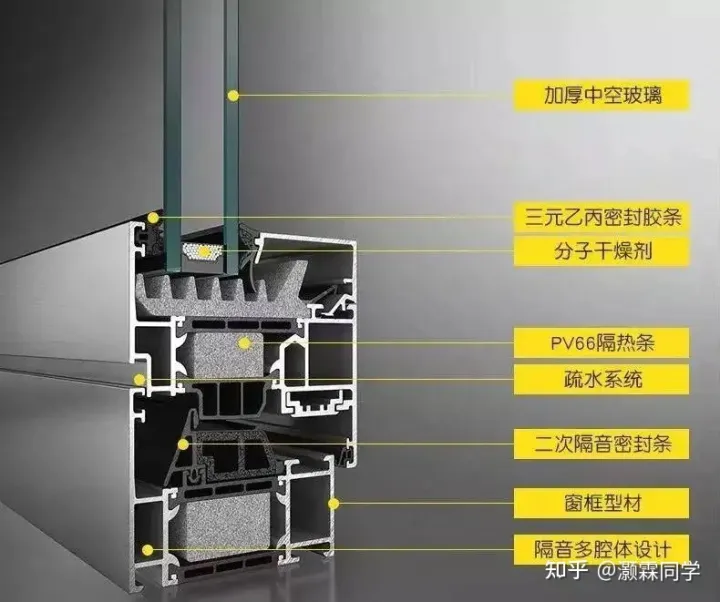 加厚中空玻璃
三元乙丙密封胶条
分子干燥剂
PV66隔热条
疏水系统
二次隔音密封条
窗框型材
隔音多腔体设计
知乎 @灏霖同学